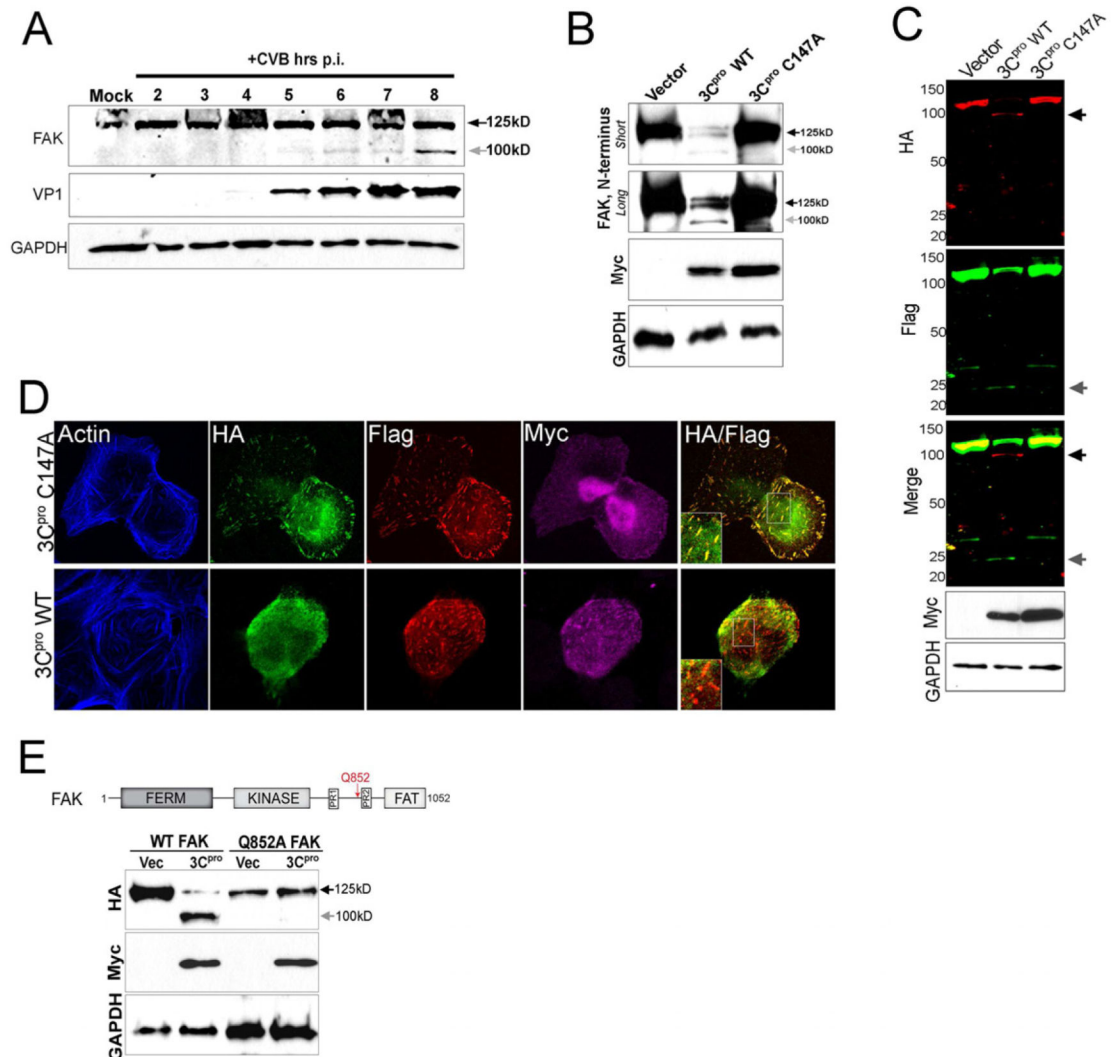 A
+CVB hrs p.i.
Mock 2 3 4 5 6 7 8
FAK
125kD
100kD
VP1
GAPDH
B
Vector
3Cpro WT
3Cpro C147A
FAK, N-terminus
Short
125kD
100kD
Long
125kD
100kD
Myc
GAPDH
C
Vector
3Cpro WT
3Cpro C147A
HA
150
100
50
25
20
Flag
150
100
50
25
20
Merge
150
100
50
25
20
Myc
GAPDH
D
3Cpro C147A
3Cpro WT
Actin HA Flag Myc HA/Flag
E
Q852
FAK 1 FERM KINASE PR1 PR2 FAT 1052
WT FAK Q852A FAK
Vec 3Cpro Vec 3Cpro
HA
125kD
100kD
Myc
GAPDH